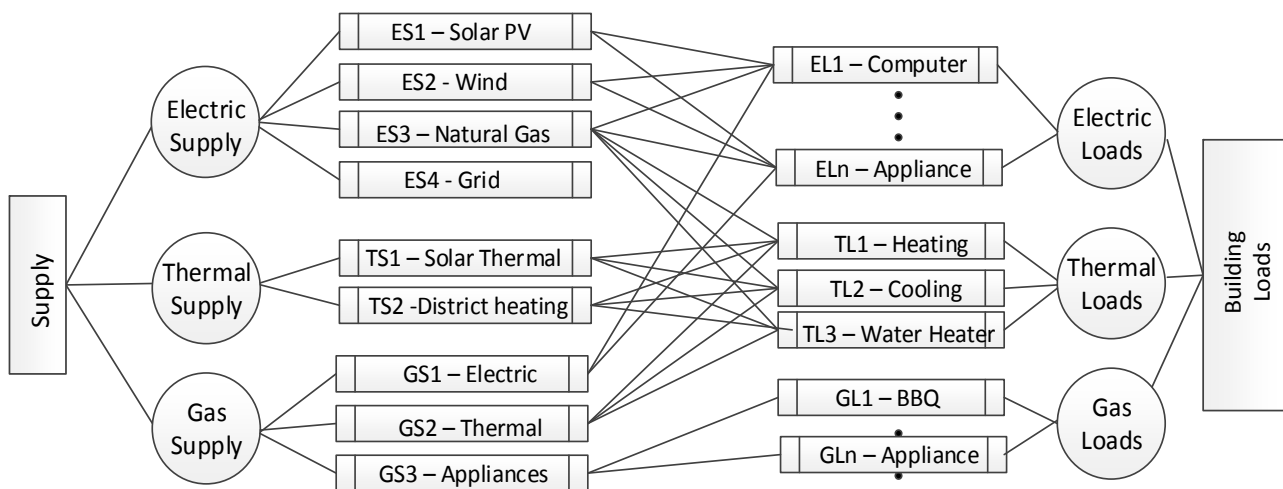 Supply
Electric
Supply
Thermal
Supply
Gas
Supply
ES1 – Solar PV
ES2 - Wind
ES3 – Natural Gas
ES4 - Grid
TS1 – Solar Thermal
TS2 -District heating
GS1 – Electric
GS2 – Thermal
GS3 – Appliances
EL1 – Computer
ELn – Appliance
TL1 – Heating
TL2 – Cooling
TL3 – Water Heater
GL1 – BBQ
GLn – Appliance
Electric
Loads
Thermal
Loads
Gas
Loads
Building
Loads